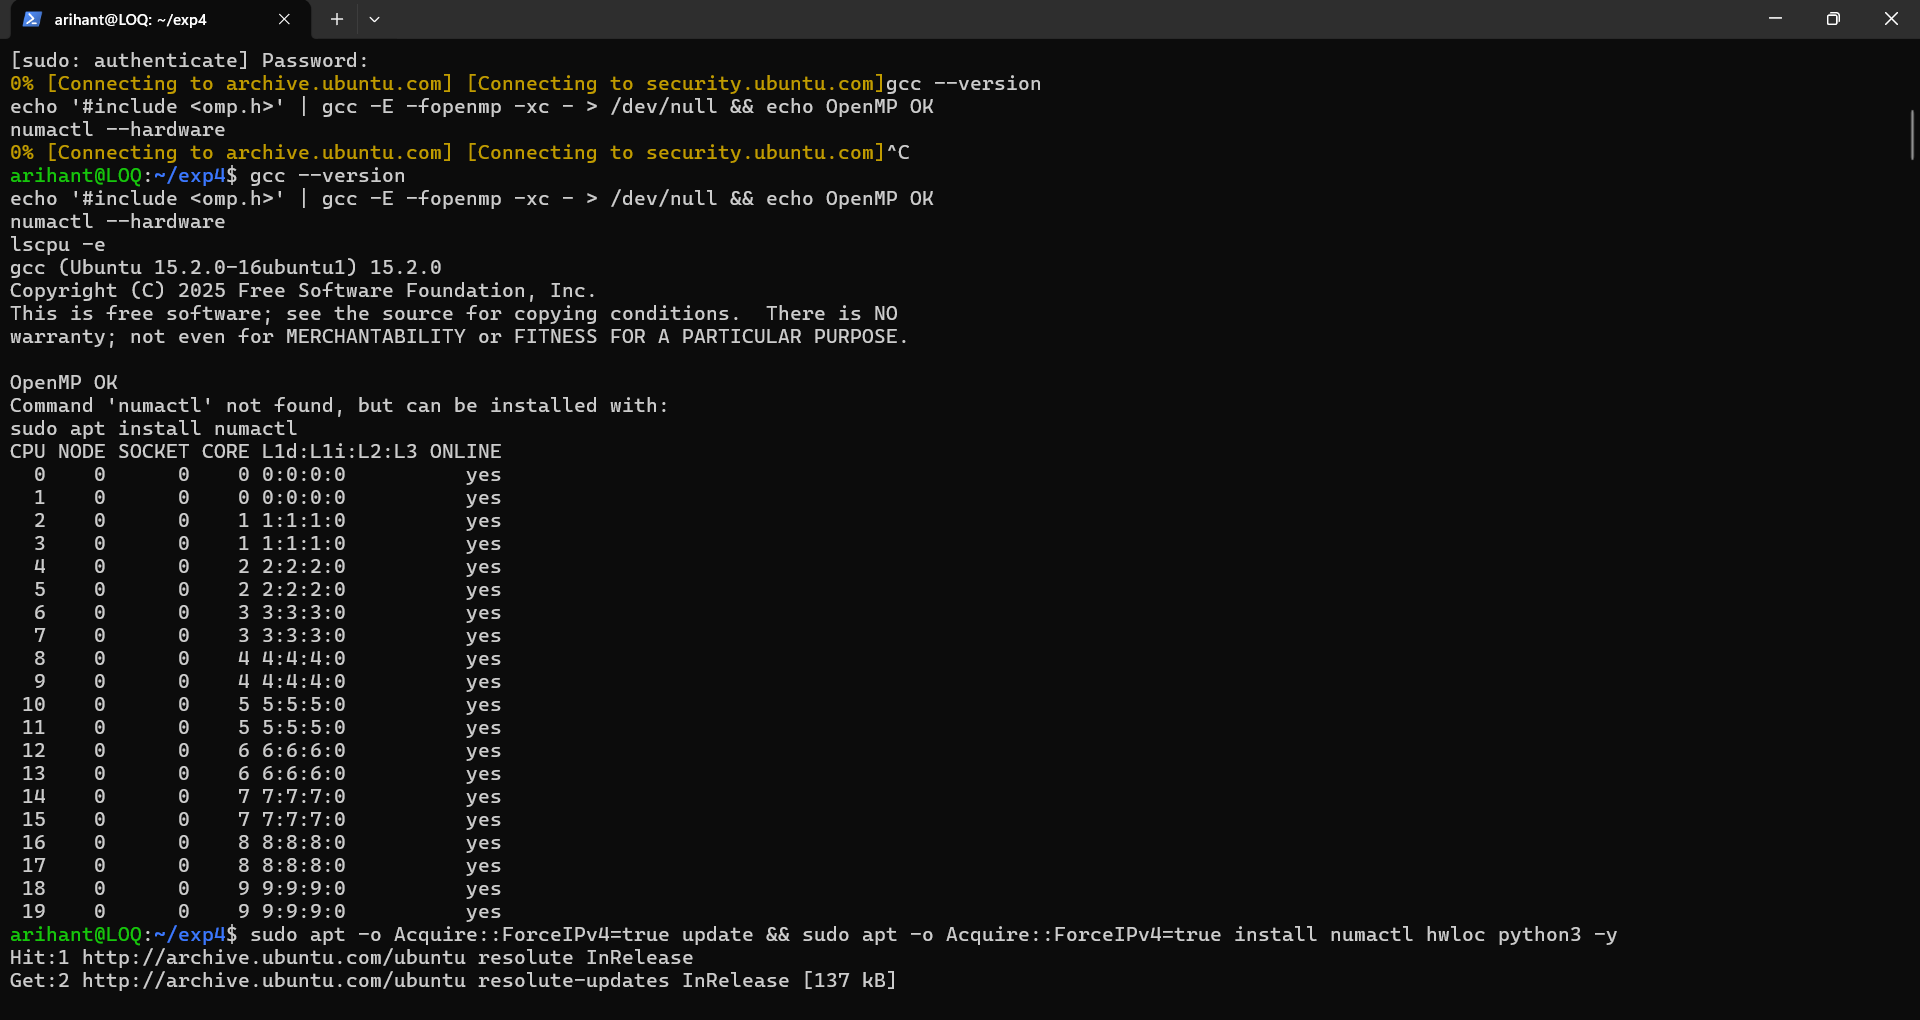 arihant@LOQ: ~/exp4
[sudo: authenticate] Password:
0% [Connecting to archive.ubuntu.com] [Connecting to security.ubuntu.com]gcc --version
echo '#include <omp.h>' | gcc -E -fopenmp -xc - > /dev/null && echo OpenMP OK
numactl --hardware
0% [Connecting to archive.ubuntu.com] [Connecting to security.ubuntu.com]^C
arihant@LOQ:~/exp4$ gcc --version
echo '#include <omp.h>' | gcc -E -fopenmp -xc - > /dev/null && echo OpenMP OK
numactl --hardware
lscpu -e
gcc (Ubuntu 15.2.0-16ubuntu1) 15.2.0
Copyright (C) 2025 Free Software Foundation, Inc.
This is free software; see the source for copying conditions.  There is NO
warranty; not even for MERCHANTABILITY or FITNESS FOR A PARTICULAR PURPOSE.

OpenMP OK
Command 'numactl' not found, but can be installed with:
sudo apt install numactl
CPU NODE SOCKET CORE L1d:L1i:L2:L3 ONLINE
  0    0      0    0 0:0:0:0          yes
  1    0      0    0 0:0:0:0          yes
  2    0      0    1 1:1:1:0          yes
  3    0      0    1 1:1:1:0          yes
  4    0      0    2 2:2:2:0          yes
  5    0      0    2 2:2:2:0          yes
  6    0      0    3 3:3:3:0          yes
  7    0      0    3 3:3:3:0          yes
  8    0      0    4 4:4:4:0          yes
  9    0      0    4 4:4:4:0          yes
 10    0      0    5 5:5:5:0          yes
 11    0      0    5 5:5:5:0          yes
 12    0      0    6 6:6:6:0          yes
 13    0      0    6 6:6:6:0          yes
 14    0      0    7 7:7:7:0          yes
 15    0      0    7 7:7:7:0          yes
 16    0      0    8 8:8:8:0          yes
 17    0      0    8 8:8:8:0          yes
 18    0      0    9 9:9:9:0          yes
 19    0      0    9 9:9:9:0          yes
arihant@LOQ:~/exp4$ sudo apt -o Acquire::ForceIPv4=true update && sudo apt -o Acquire::ForceIPv4=true install numactl hwloc python3 -y
Hit:1 http://archive.ubuntu.com/ubuntu resolute InRelease
Get:2 http://archive.ubuntu.com/ubuntu resolute-updates InRelease [137 kB]